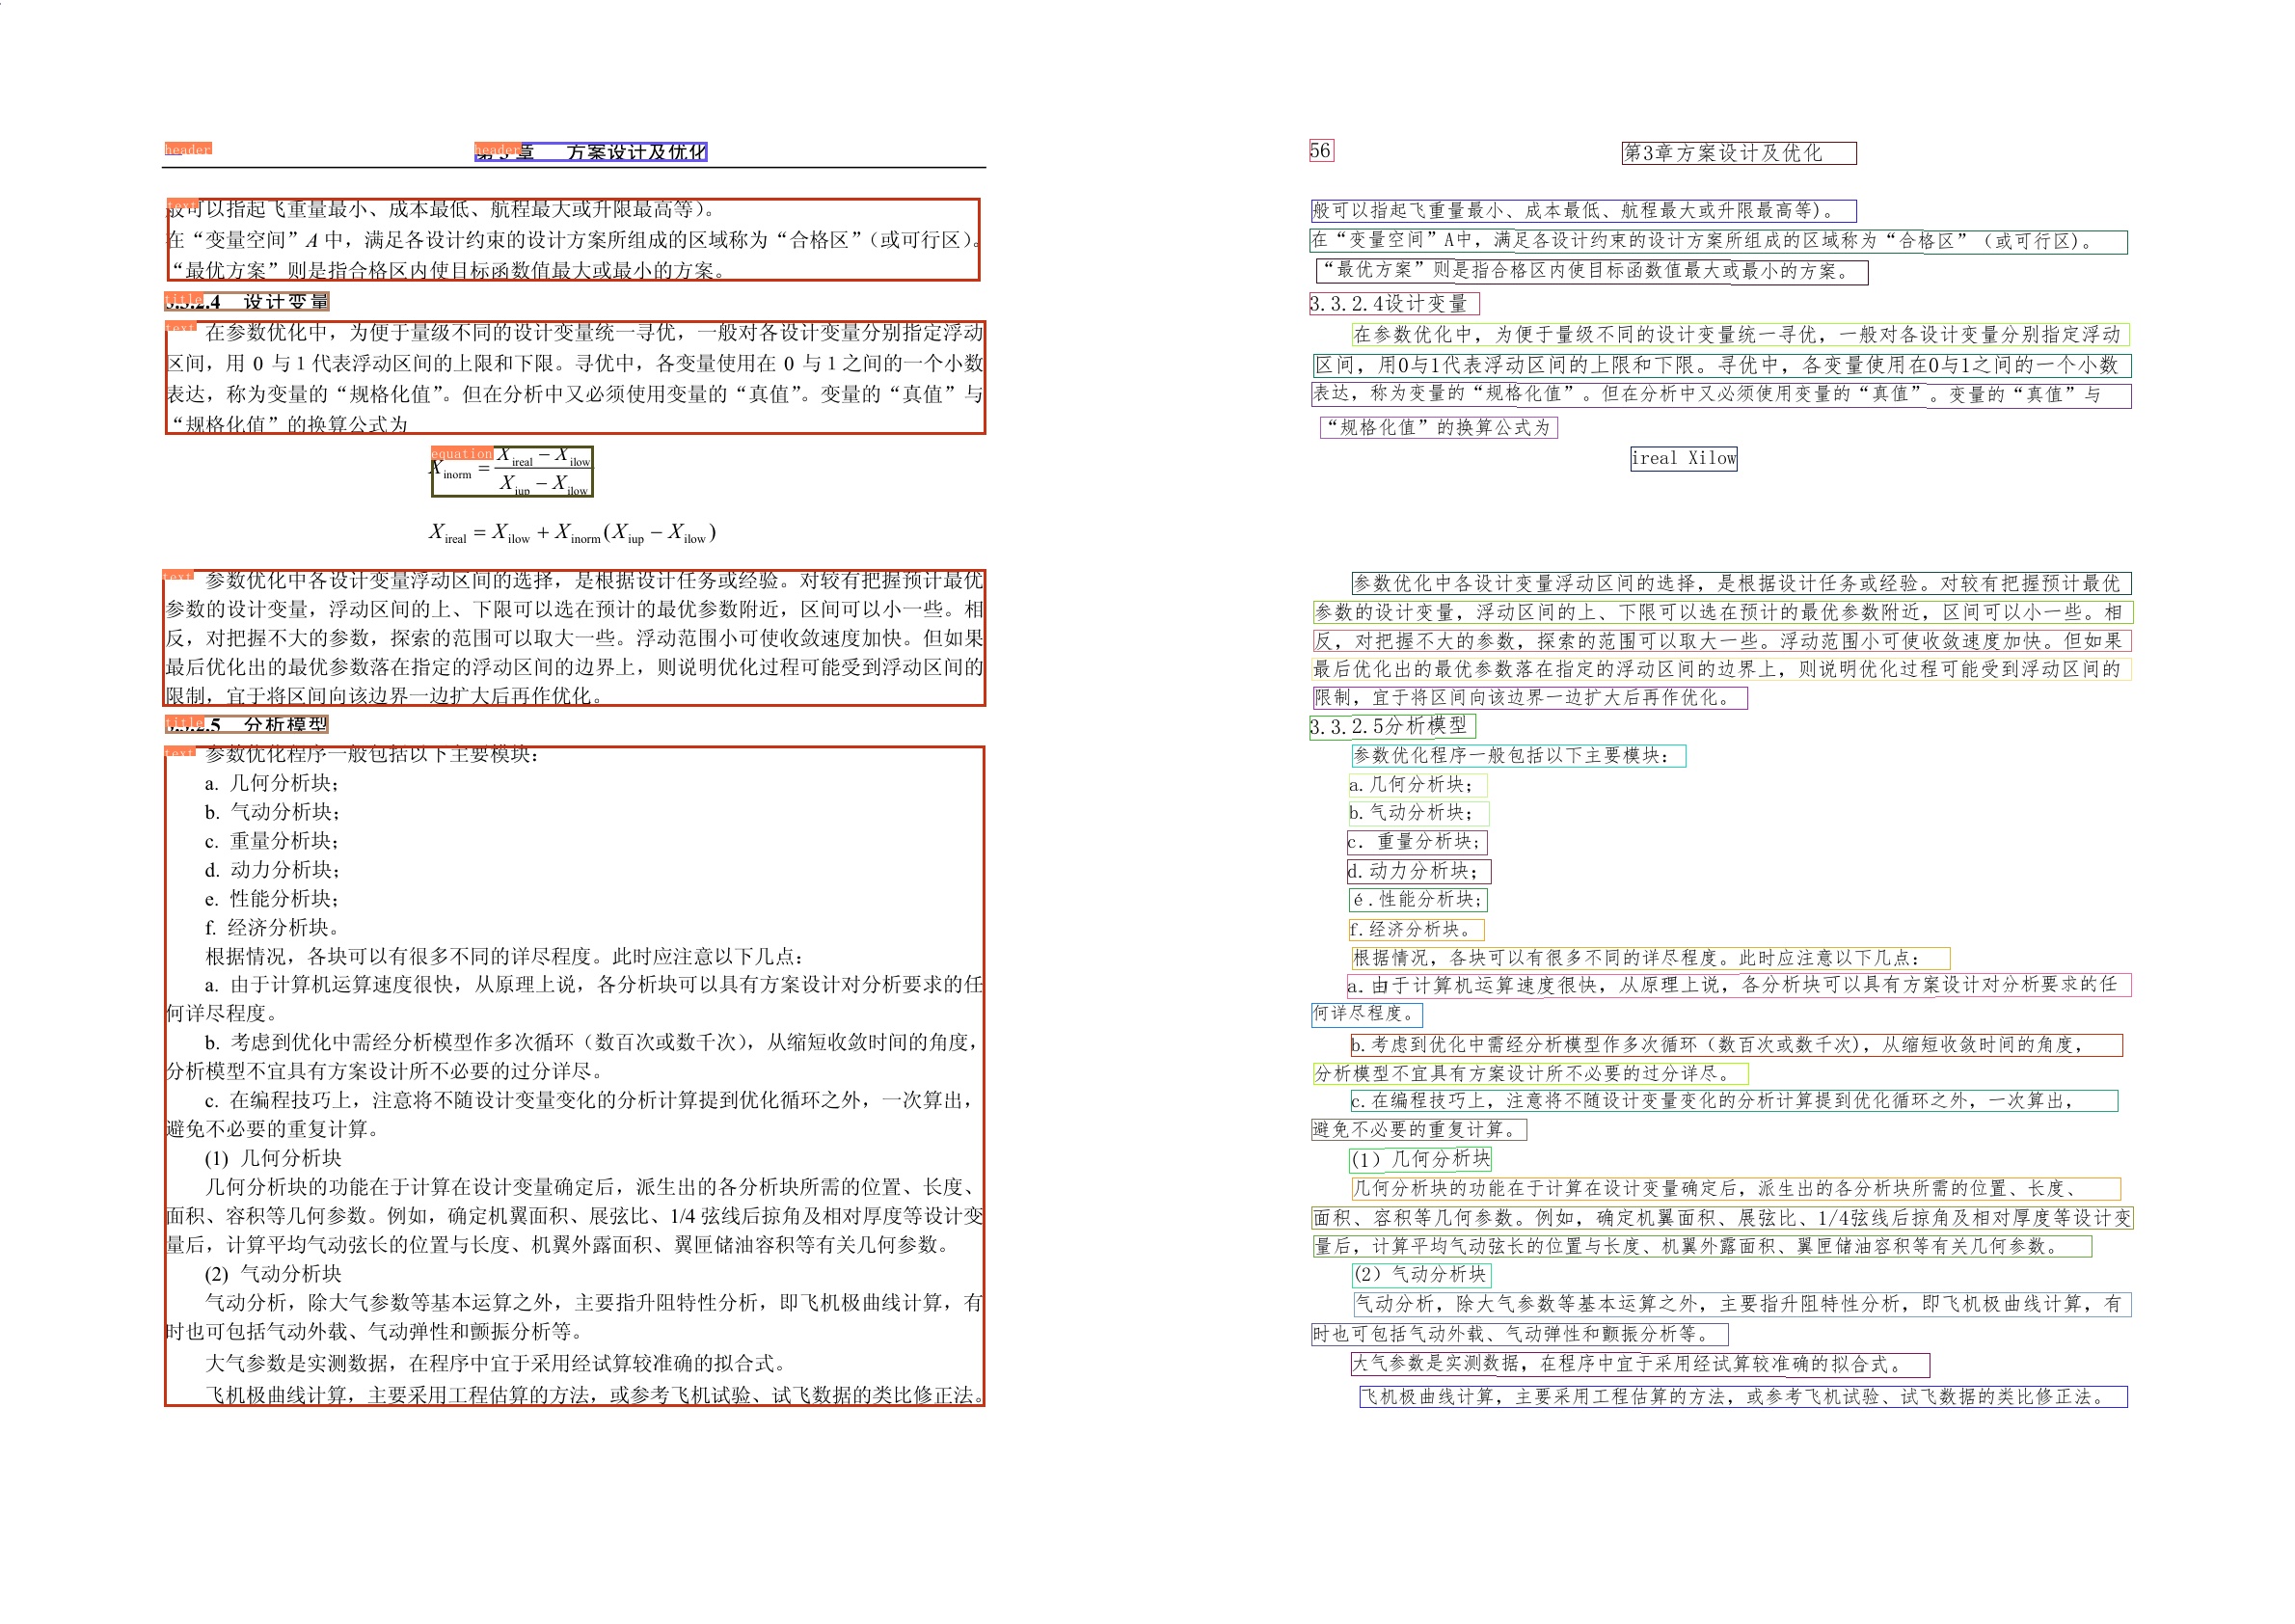 header
header 章 方案设计及优化
text
般可以指起飞重量最小、成本最低、航程最大或升限最高等）。
在“变量空间”A 中，满足各设计约束的设计方案所组成的区域称为“合格区”（或可行区）。
“最优方案”则是指合格区内使目标函数值最大或最小的方案。
title
3.3.2.4 设计变量
text
在参数优化中，为便于量级不同的设计变量统一寻优，一般对各设计变量分别指定浮动
区间，用 0 与 1 代表浮动区间的上限和下限。寻优中，各变量使用在 0 与 1 之间的一个小数
表达，称为变量的“规格化值”。但在分析中又必须使用变量的“真值”。变量的“真值”与
“规格化值”的换算公式为
equation
X inorm = (X ireal − X ilow) / (X iup − X ilow)
X ireal = X ilow + X inorm (X iup − X ilow)
text
参数优化中各设计变量浮动区间的选择，是根据设计任务或经验。对较有把握预计最优
参数的设计变量，浮动区间的上、下限可以选在预计的最优参数附近，区间可以小一些。相
反，对把握不大的参数，探索的范围可以取大一些。浮动范围小可使收敛速度加快。但如果
最后优化出的最优参数落在指定的浮动区间的边界上，则说明优化过程可能受到浮动区间的
限制，宜于将区间向该边界一边扩大后再作优化。
title
3.3.2.5 分析模型
text
参数优化程序一般包括以下主要模块：
a. 几何分析块；
b. 气动分析块；
c. 重量分析块；
d. 动力分析块；
e. 性能分析块；
f. 经济分析块。
根据情况，各块可以有很多不同的详尽程度。此时应注意以下几点：
a. 由于计算机运算速度很快，从原理上说，各分析块可以具有方案设计对分析要求的任
何详尽程度。
b. 考虑到优化中需经分析模型作多次循环（数百次或数千次），从缩短收敛时间的角度，
分析模型不宜具有方案设计所不必要的过分详尽。
c. 在编程技巧上，注意将不随设计变量变化的分析计算提到优化循环之外，一次算出，
避免不必要的重复计算。
(1) 几何分析块
几何分析块的功能在于计算在设计变量确定后，派生出的各分析块所需的位置、长度、
面积、容积等几何参数。例如，确定机翼面积、展弦比、1/4 弦线后掠角及相对厚度等设计变
量后，计算平均气动弦长的位置与长度、机翼外露面积、翼匣储油容积等有关几何参数。
(2) 气动分析块
气动分析，除大气参数等基本运算之外，主要指升阻特性分析，即飞机极曲线计算，有
时也可包括气动外载、气动弹性和颤振分析等。
大气参数是实测数据，在程序中宜于采用经试算较准确的拟合式。
飞机极曲线计算，主要采用工程估算的方法，或参考飞机试验、试飞数据的类比修正法。
56
第3章方案设计及优化
般可以指起飞重量最小、成本最低、航程最大或升限最高等)。
在“变量空间”A中，满足各设计约束的设计方案所组成的区域称为“合格区”（或可行区)。
“最优方案”则是指合格区内使目标函数值最大或最小的方案。
3.3.2.4设计变量
在参数优化中，为便于量级不同的设计变量统一寻优，一般对各设计变量分别指定浮动
区间，用0与1代表浮动区间的上限和下限。寻优中，各变量使用在0与1之间的一个小数
表达，称为变量的“规格化值”。但在分析中又必须使用变量的“真值”。变量的“真值”与
“规格化值”的换算公式为
ireal Xilow
参数优化中各设计变量浮动区间的选择，是根据设计任务或经验。对较有把握预计最优
参数的设计变量，浮动区间的上、下限可以选在预计的最优参数附近，区间可以小一些。相
反，对把握不大的参数，探索的范围可以取大一些。浮动范围小可使收敛速度加快。但如果
最后优化出的最优参数落在指定的浮动区间的边界上，则说明优化过程可能受到浮动区间的
限制，宜于将区间向该边界一边扩大后再作优化。
3.3.2.5分析模型
参数优化程序一般包括以下主要模块：
a.几何分析块；
b.气动分析块；
c. 重量分析块;
d.动力分析块；
é.性能分析块;
f.经济分析块。
根据情况，各块可以有很多不同的详尽程度。此时应注意以下几点：
a.由于计算机运算速度很快，从原理上说，各分析块可以具有方案设计对分析要求的任
何详尽程度。
b.考虑到优化中需经分析模型作多次循环（数百次或数千次)，从缩短收敛时间的角度，
分析模型不宜具有方案设计所不必要的过分详尽。
c.在编程技巧上，注意将不随设计变量变化的分析计算提到优化循环之外，一次算出，
避免不必要的重复计算。
(1）几何分析块
几何分析块的功能在于计算在设计变量确定后，派生出的各分析块所需的位置、长度、
面积、容积等几何参数。例如，确定机翼面积、展弦比、1/4弦线后掠角及相对厚度等设计变
量后，计算平均气动弦长的位置与长度、机翼外露面积、翼匣储油容积等有关几何参数。
(2）气动分析块
气动分析，除大气参数等基本运算之外，主要指升阻特性分析，即飞机极曲线计算，有
时也可包括气动外载、气动弹性和颤振分析等。
大气参数是实测数据，在程序中宜于采用经试算较准确的拟合式。
飞机极曲线计算，主要采用工程估算的方法，或参考飞机试验、试飞数据的类比修正法。